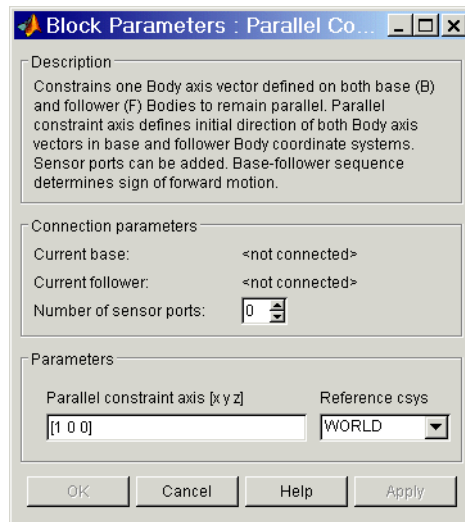 Block Parameters : Parallel Co...
Description
Constrains one Body axis vector defined on both base (B)
and follower (F) Bodies to remain parallel. Parallel
constraint axis defines initial direction of both Body axis
vectors in base and follower Body coordinate systems.
Sensor ports can be added. Base-follower sequence
determines sign of forward motion.
Connection parameters
Current base: <not connected>
Current follower: <not connected>
Number of sensor ports: 0
Parameters
Parallel constraint axis [x y z] Reference csys
[1 0 0] WORLD
OK Cancel Help Apply